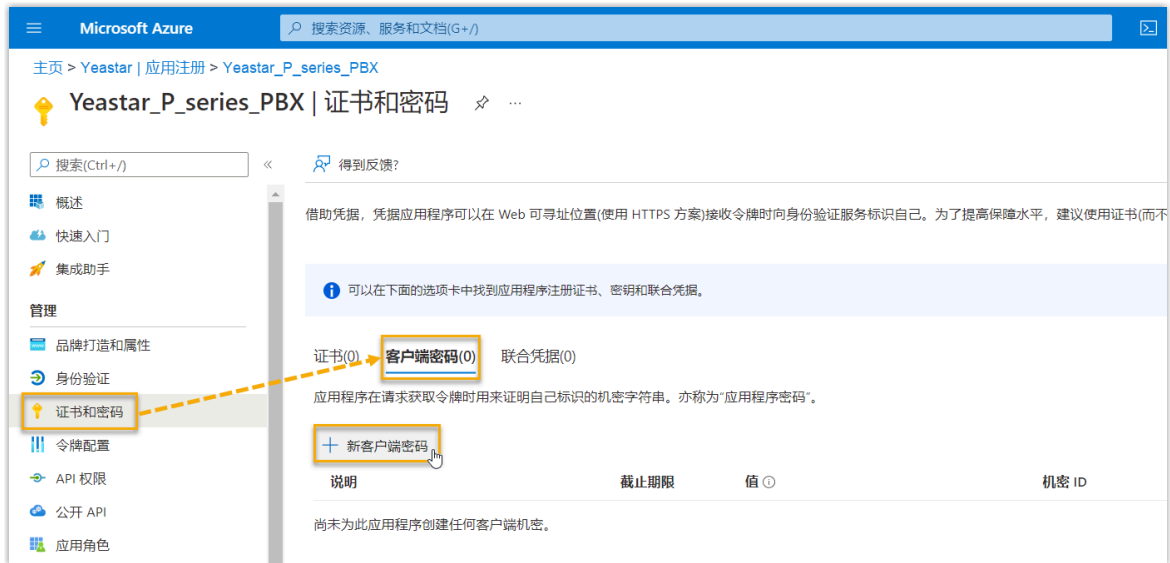 Microsoft Azure
搜索资源、服务和文档(G+/)
主页 > Yeastar | 应用注册 > Yeastar_P_series_PBX
Yeastar_P_series_PBX | 证书和密码
搜索(Ctrl+/)
概述
快速入门
集成助手
管理
品牌打造和属性
身份验证
证书和密码
令牌配置
API 权限
公开 API
应用角色
得到反馈?
借助凭据，凭据应用程序可以在 Web 可寻址位置(使用 HTTPS 方案)接收令牌时向身份验证服务标识自己。为了提高保障水平，建议使用证书(而不
可以在下面的选项卡中找到应用程序注册证书、密钥和联合凭据。
证书(0) 客户端密码(0) 联合凭据(0)
应用程序在请求获取令牌时用来证明自己标识的机密字符串。亦称为“应用程序密码”。
新客户端密码
说明 截止期限 值 机密 ID
尚未为此应用程序创建任何客户端机密。